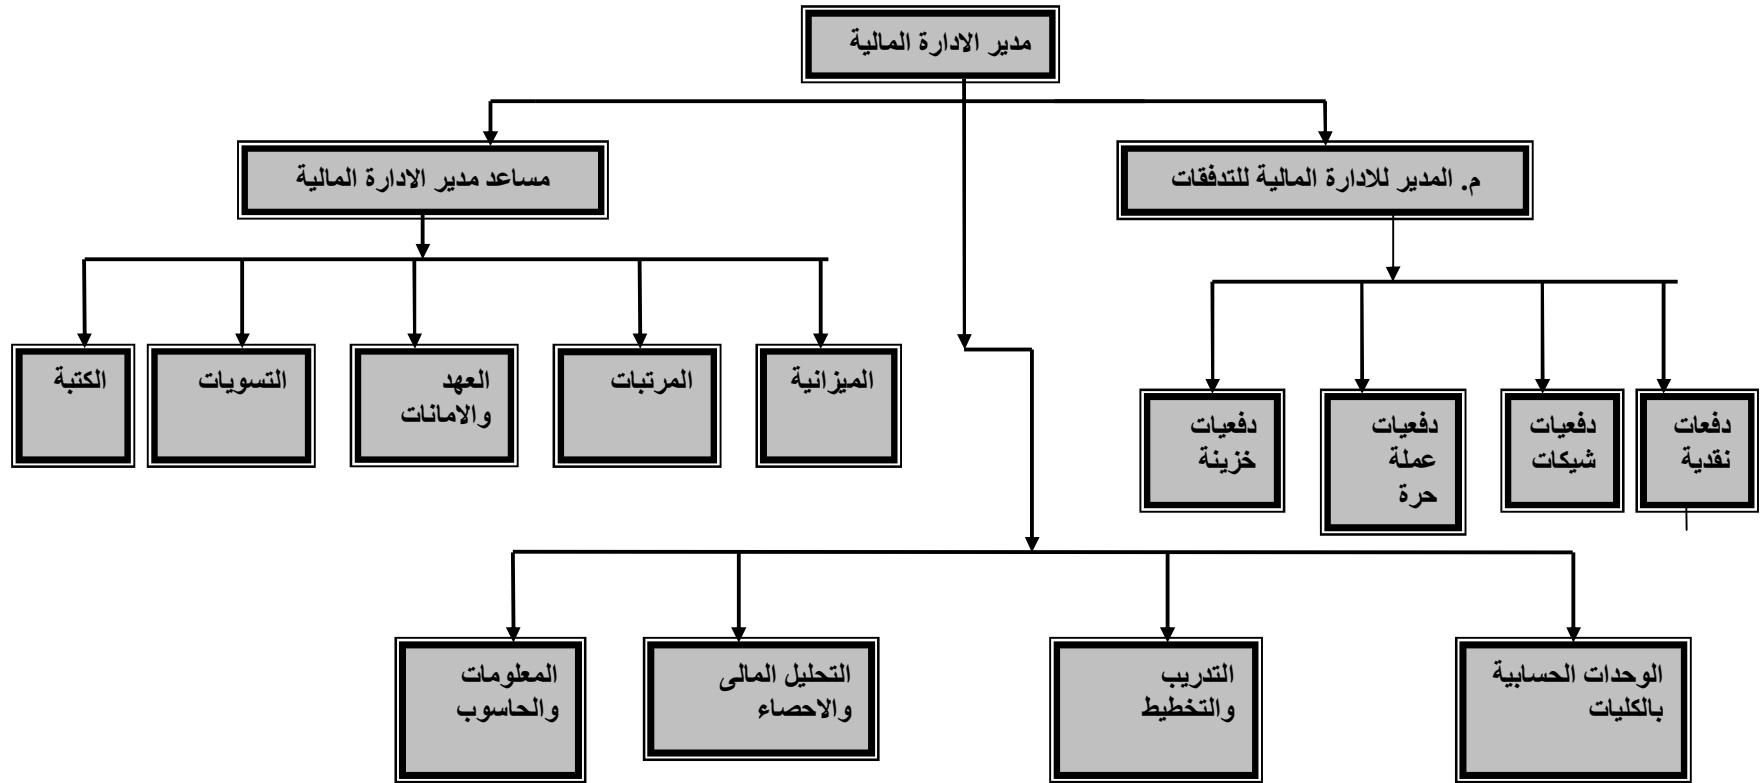 مدير الادارة المالية
م. المدير للادارة المالية للتدفقات
مساعد مدير الادارة المالية
دفعات
نقدية
دفعيات
شيكات
دفعيات
عملة
حرة
دفعيات
خزينة
الميزانية
المرتبات
العهد
والامانات
التسويات
الكتبة
الوحدات الحسابية
بالكليات
التدريب
والتخطيط
التحليل المالى
والاحصاء
المعلومات
والحاسوب